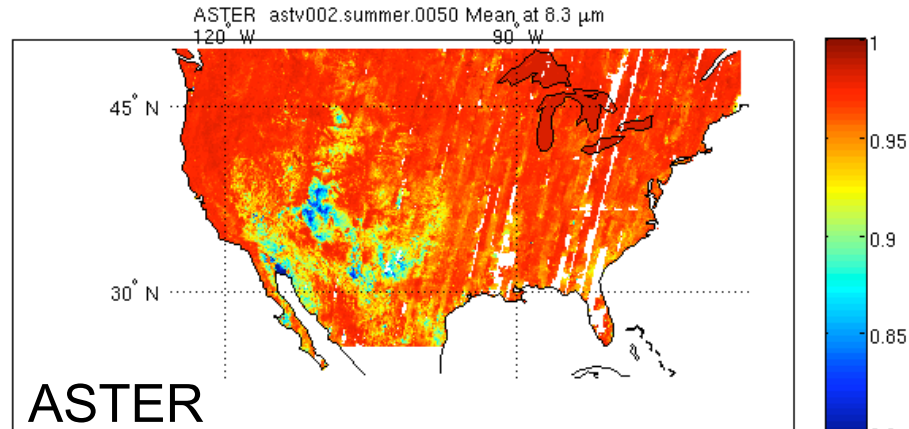 ASTER astv002.summer.0050 Mean at 8.3 μm
120° W 90° W
1
45° N
0.95
0.9
30° N
0.85
ASTER